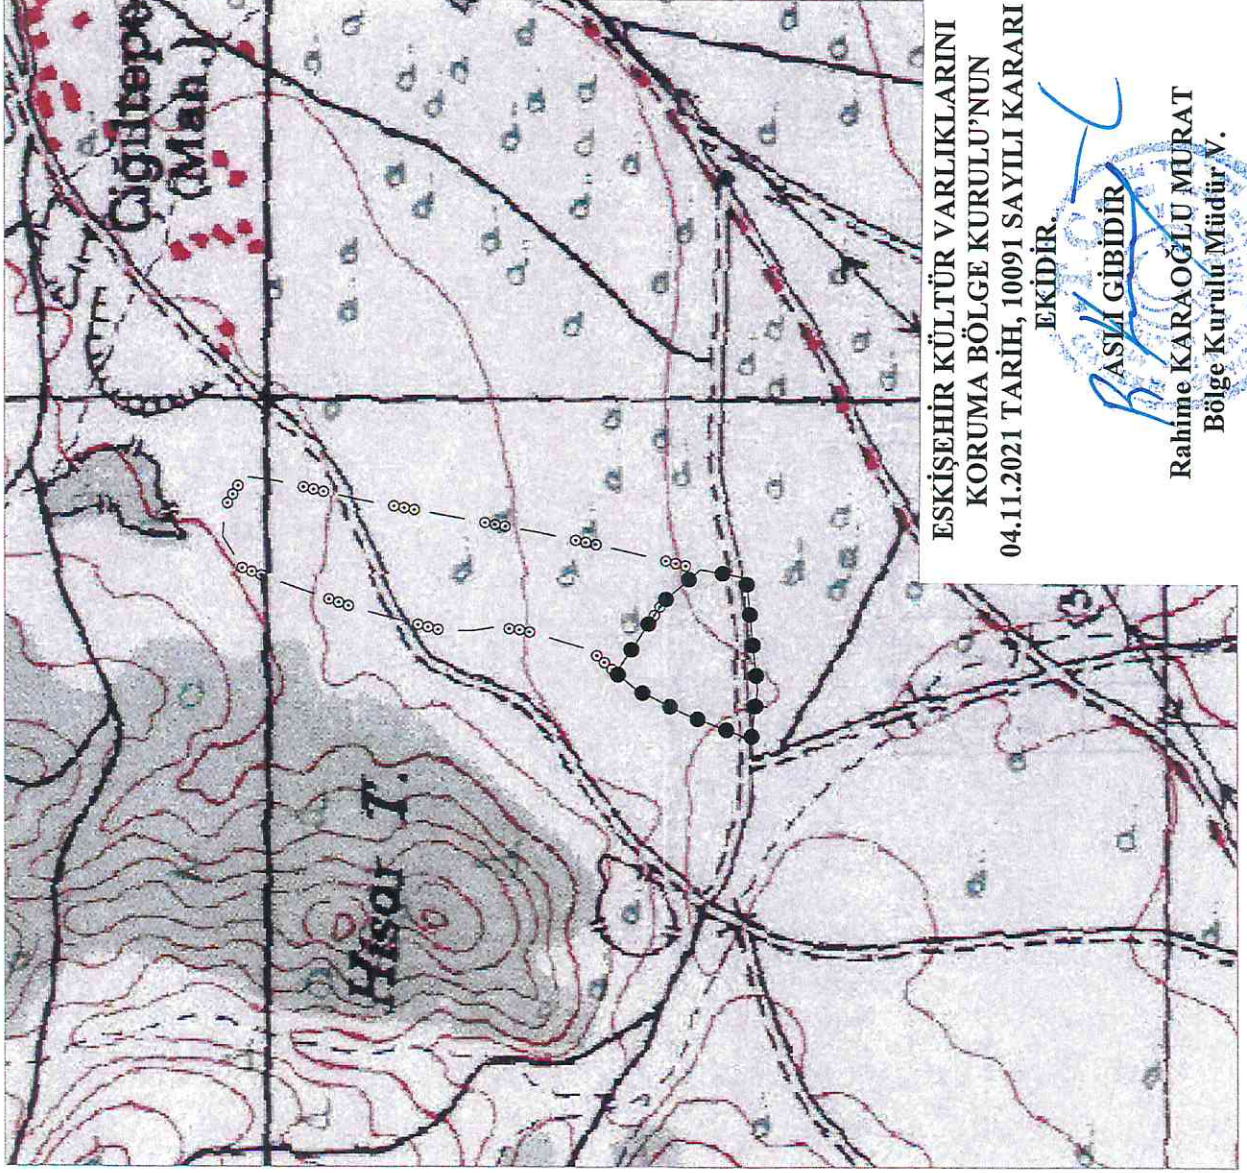 Çiğiltepe
(Mah.)
Hisar T.
ESKİŞEHİR KÜLTÜR VARLIKLARINI
KORUMA BÖLGE KURULU'NUN
04.11.2021 TARİH, 10091 SAYILI KARARI
EKİDİR.
ASLI GİBİDİR
Rahime KARAOĞLU MURAT
Bölge Kurulu Müdür V.